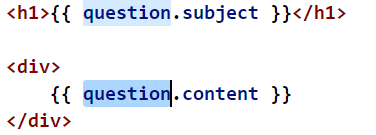 <h1>{{ question.subject }}</h1>
<div>
{{ question.content }}
</div>